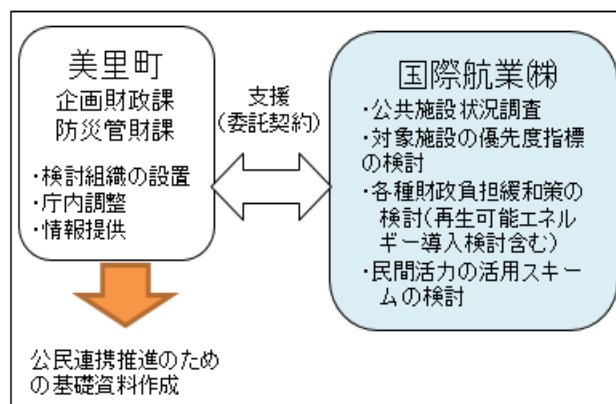 美里町
企画財政課
防災管財課
・検討組織の設置
・庁内調整
・情報提供
支援
(委託契約)
国際航業㈱
・公共施設状況調査
・対象施設の優先度指標
の検討
・各種財政負担緩和策の
検討(再生可能エネル
ギー導入検討含む)
・民間活力の活用スキー
ムの検討
公民連携推進のため
の基礎資料作成